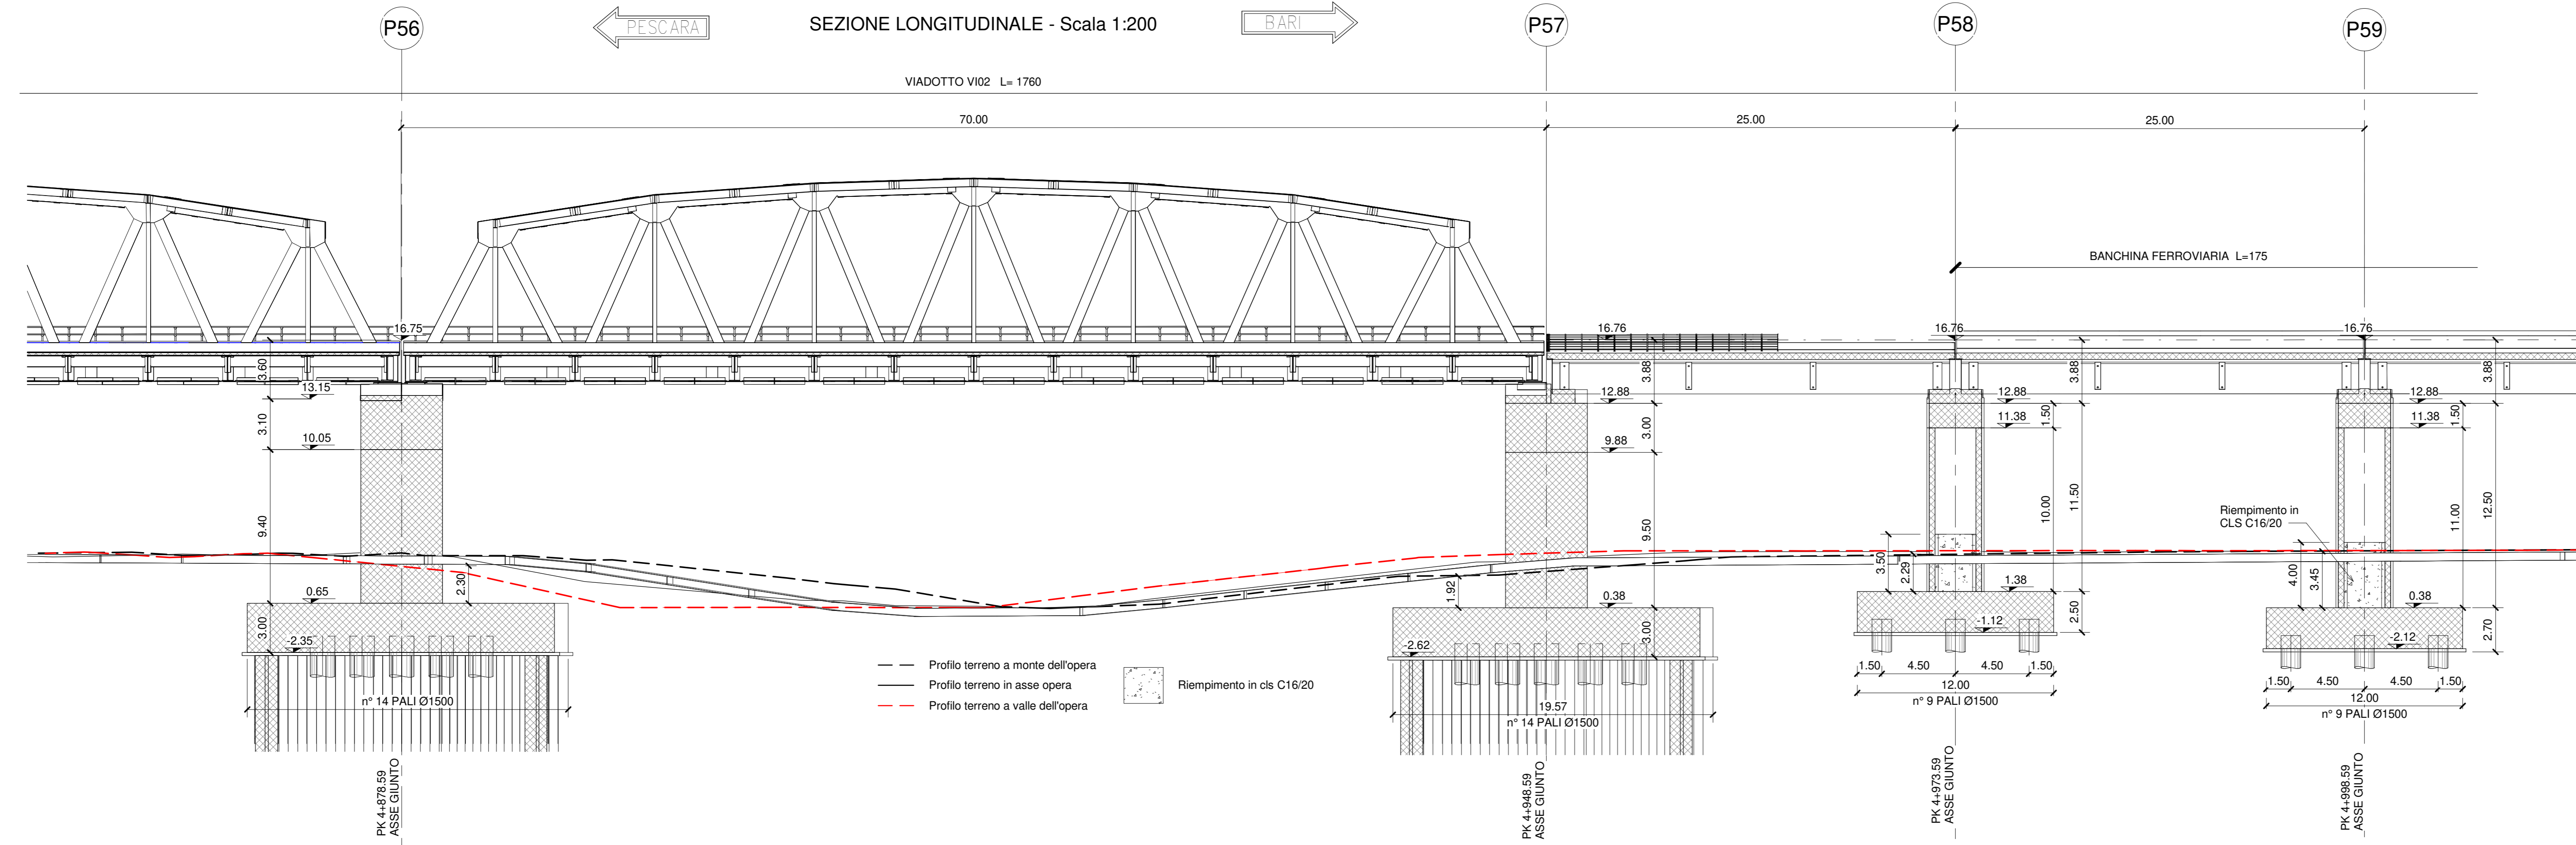 P56
PESCARA
SEZIONE LONGITUDINALE - Scala 1:200
BARI
P57
P58
P59
VIADOTTO VI02 L= 1760
70.00
25.00
25.00
BANCHINA FERROVIARIA L=175
16.75
16.76
16.76
16.76
3.60
13.15
3.10
10.05
9.40
0.65
2.30
3.00
-2.35
n° 14 PALI Ø1500
PK 4+878.59
ASSE GIUNTO
3.88
12.88
3.00
9.88
9.50
1.92
0.38
3.00
-2.62
19.57
n° 14 PALI Ø1500
PK 4+948.59
ASSE GIUNTO
3.88
12.88
11.38
1.50
10.00
11.50
3.50
2.29
1.38
2.50
-1.12
1.50
4.50
4.50
1.50
12.00
n° 9 PALI Ø1500
PK 4+973.59
ASSE GIUNTO
3.88
12.88
11.38
1.50
Riempimento in
CLS C16/20
11.00
12.50
4.00
3.45
0.38
2.70
-2.12
1.50
4.50
4.50
1.50
12.00
n° 9 PALI Ø1500
PK 4+998.59
ASSE GIUNTO
Profilo terreno a monte dell'opera
Profilo terreno in asse opera
Profilo terreno a valle dell'opera
Riempimento in cls C16/20